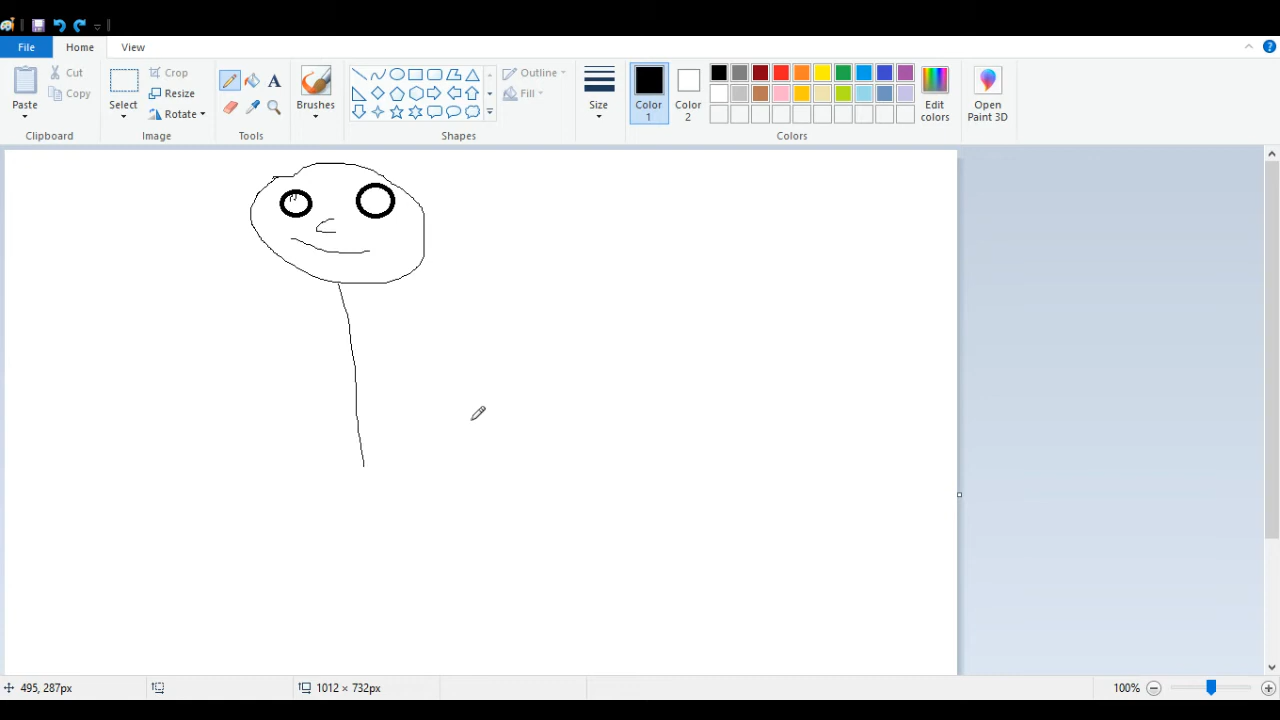 File Home View
Paste Cut Copy Clipboard
Select Crop Resize Rotate Image
A Tools
Brushes
Outline Fill Shapes
Size
Color 1 Color 2 Edit colors Colors
Open Paint 3D
?
495, 287px 1012 × 732px 100%